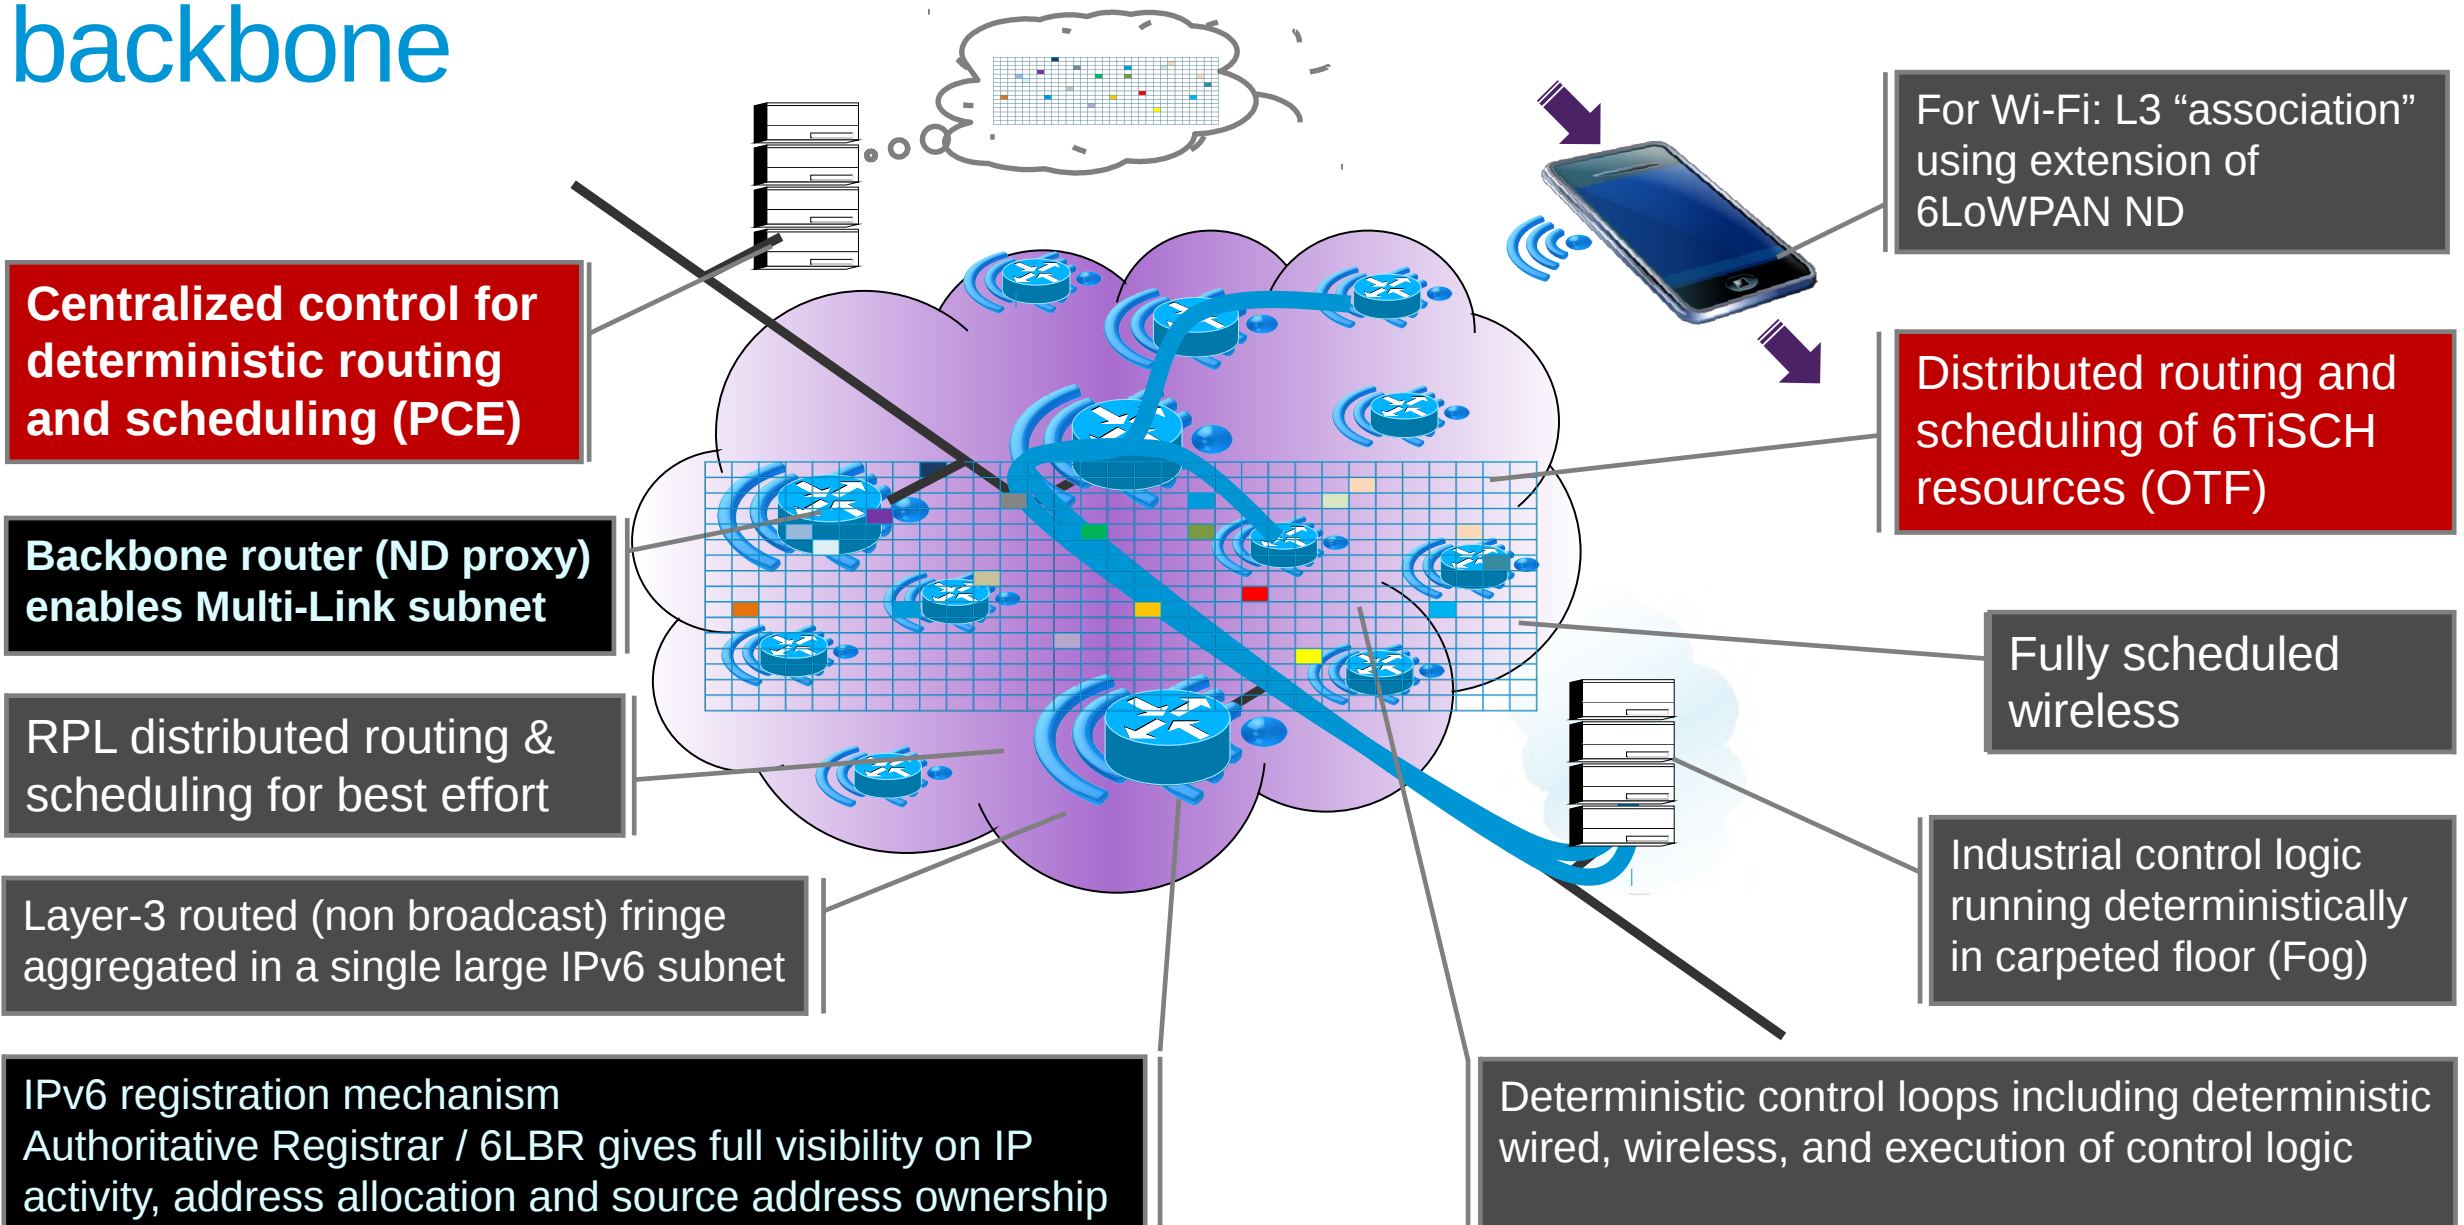 backbone
For Wi-Fi: L3 “association”
using extension of
6LoWPAN ND
Centralized control for
deterministic routing
and scheduling (PCE)
Distributed routing and
scheduling of 6TiSCH
resources (OTF)
Backbone router (ND proxy)
enables Multi-Link subnet
Fully scheduled
wireless
RPL distributed routing &
scheduling for best effort
Industrial control logic
running deterministically
in carpeted floor (Fog)
Layer-3 routed (non broadcast) fringe
aggregated in a single large IPv6 subnet
IPv6 registration mechanism
Authoritative Registrar / 6LBR gives full visibility on IP
activity, address allocation and source address ownership
Deterministic control loops including deterministic
wired, wireless, and execution of control logic